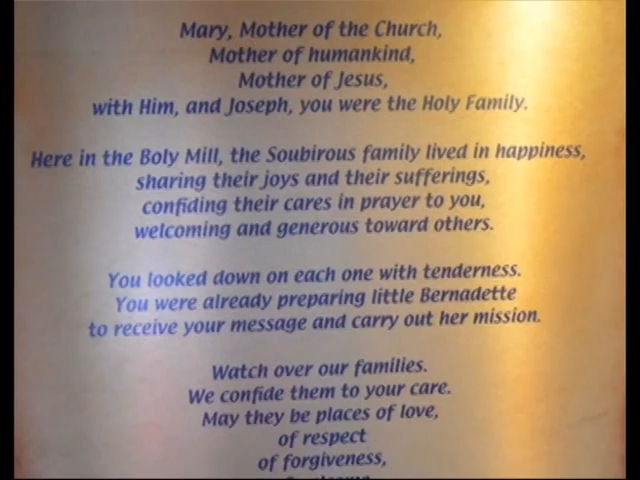 Mary, Mother of the Church,
Mother of humankind,
Mother of Jesus,
with Him, and Joseph, you were the Holy Family.
Here in the Boly Mill, the Soubirous family lived in happiness,
sharing their joys and their sufferings,
confiding their cares in prayer to you,
welcoming and generous toward others.
You looked down on each one with tenderness.
You were already preparing little Bernadette
to receive your message and carry out her mission.
Watch over our families.
We confide them to your care.
May they be places of love,
of respect
of forgiveness,